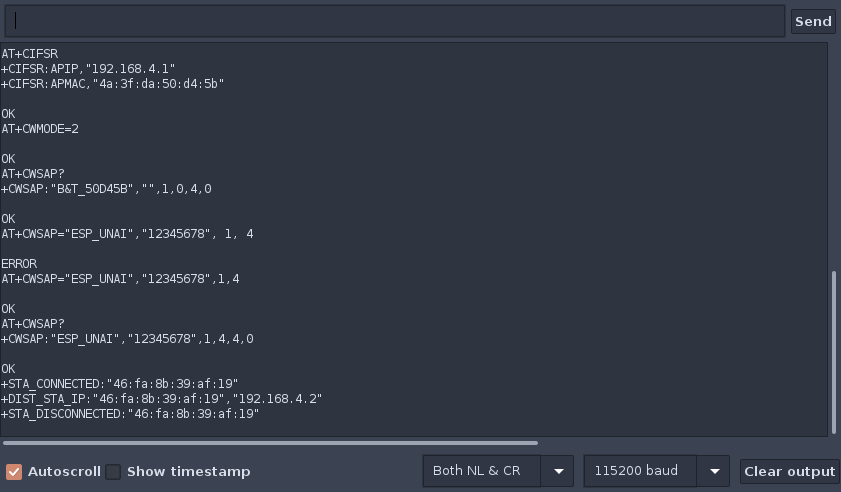 Send
AT+CIFSR
+CIFSR:APIP,"192.168.4.1"
+CIFSR:APMAC,"4a:3f:da:50:d4:5b"
OK
AT+CWMODE=2
OK
AT+CWSAP?
+CWSAP:"B&T_50D45B","",1,0,4,0
OK
AT+CWSAP="ESP_UNAI","12345678", 1, 4
ERROR
AT+CWSAP="ESP_UNAI","12345678",1,4
OK
AT+CWSAP?
+CWSAP:"ESP_UNAI","12345678",1,4,4,0
OK
+STA_CONNECTED:"46:fa:8b:39:af:19"
+DIST_STA_IP:"46:fa:8b:39:af:19","192.168.4.2"
+STA_DISCONNECTED:"46:fa:8b:39:af:19"
Autoscroll Show timestamp Both NL & CR 115200 baud Clear output